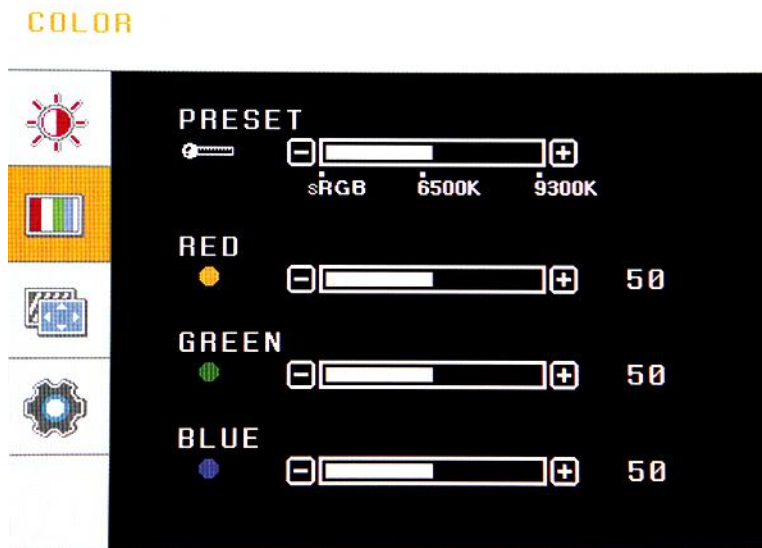 COLOR
PRESET
sRGB 6500K 9300K
RED
50
GREEN
50
BLUE
50